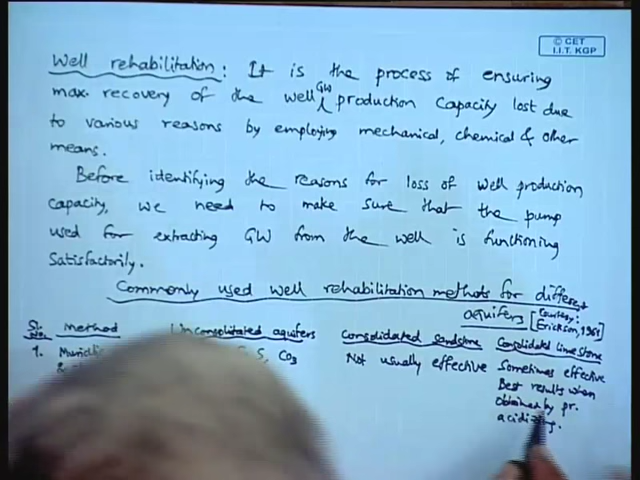 © CET
I.I.T. KGP
Well rehabilitation: It is the process of ensuring
max. recovery of the well GW production capacity lost due
to various reasons by employing mechanical, chemical & other
means.
Before identifying the reasons for loss of well production
capacity, we need to make sure that the pump
used for extracting GW from the well is functioning
satisfactorily.
Commonly used well rehabilitation methods for different
aquifers [Courtesy: Erickson, 1961]
Sl. No. Method Unconsolidated aquifers Consolidated sandstone Consolidated limestone
1. S, CO3 Not usually effective Sometimes effective
Best results when
obtained by pr.
acidizing.